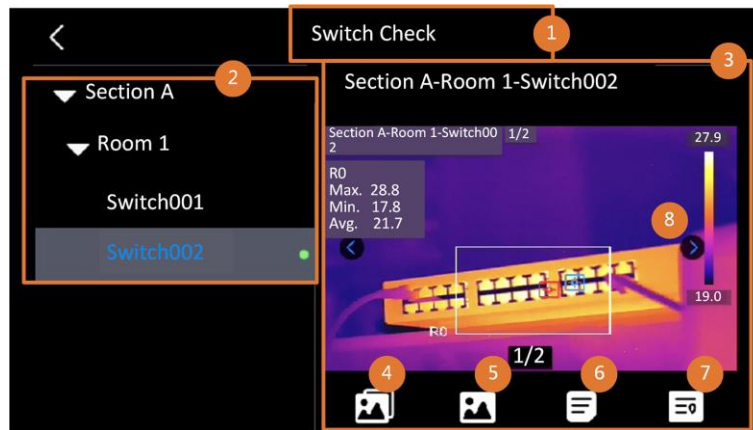 Switch Check
1
2
3
Section A
Room 1
Switch001
Switch002
Section A-Room 1-Switch002
Section A-Room 1-Switch00
2
1/2
27.9
R0
Max. 28.8
Min. 17.8
Avg. 21.7
8
19.0
R0
1/2
4
5
6
7